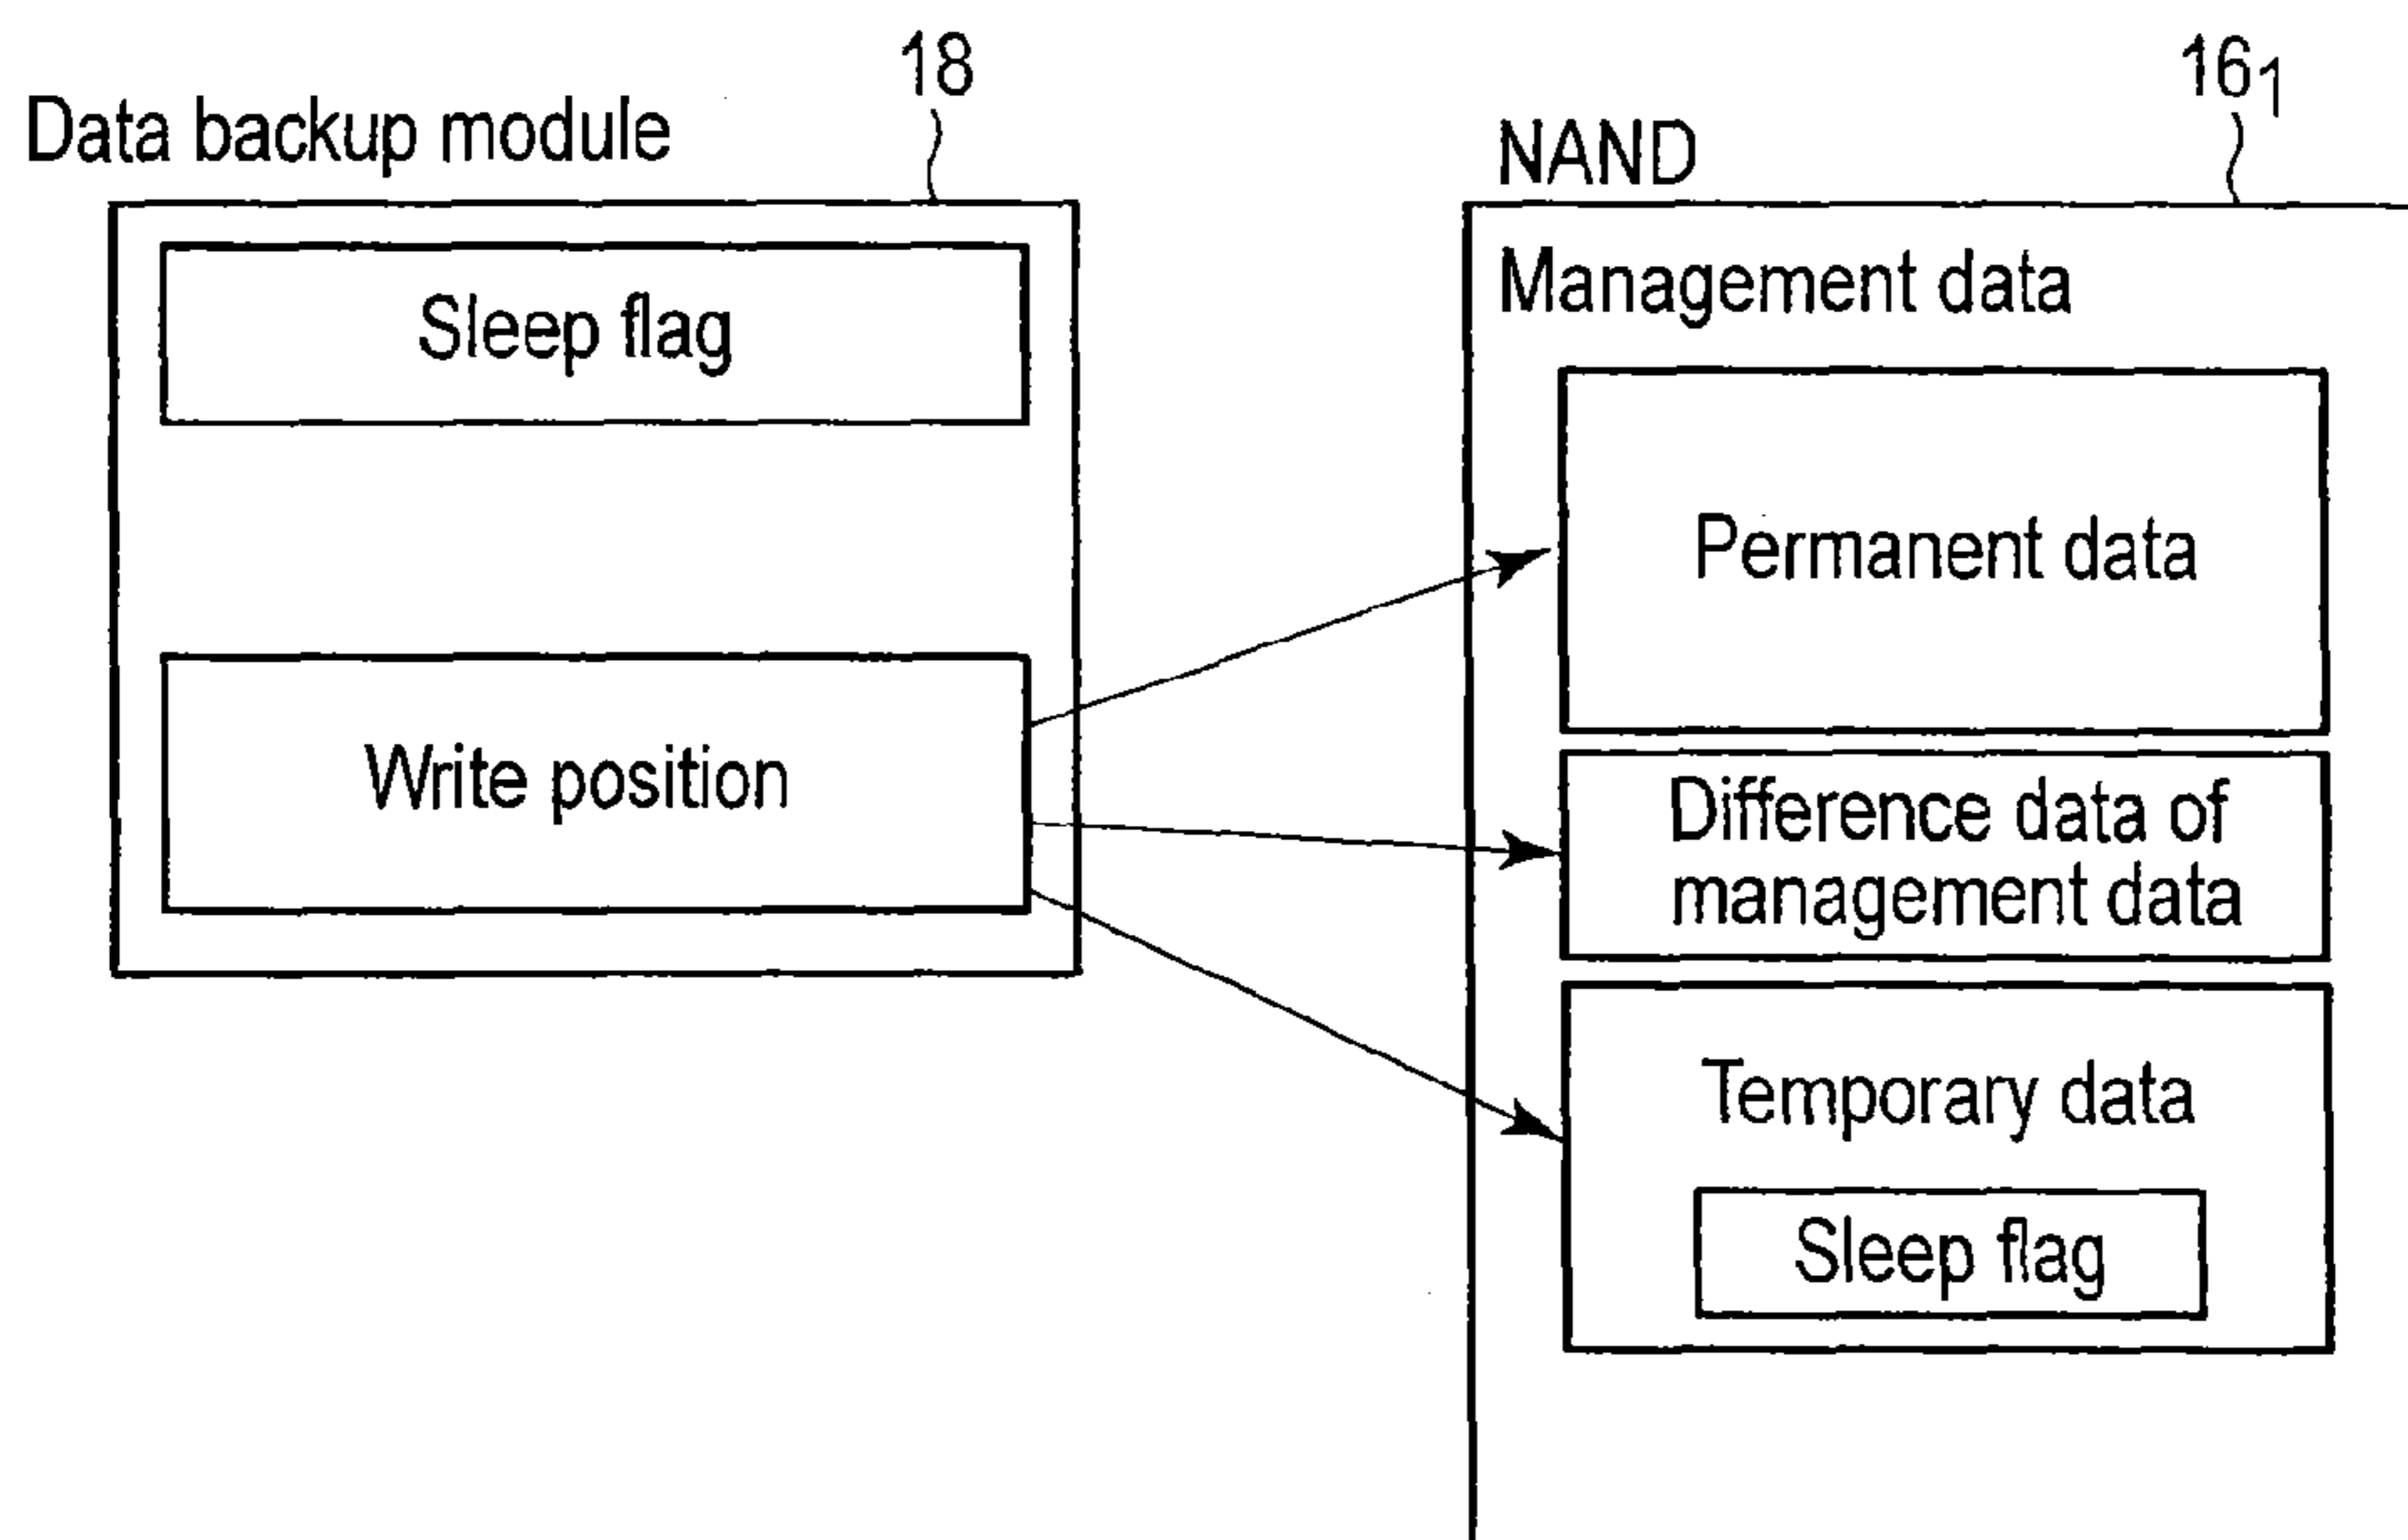 18
Data backup module
Sleep flag
Write position
16₁
NAND
Management data
Permanent data
Difference data of
management data
Temporary data
Sleep flag